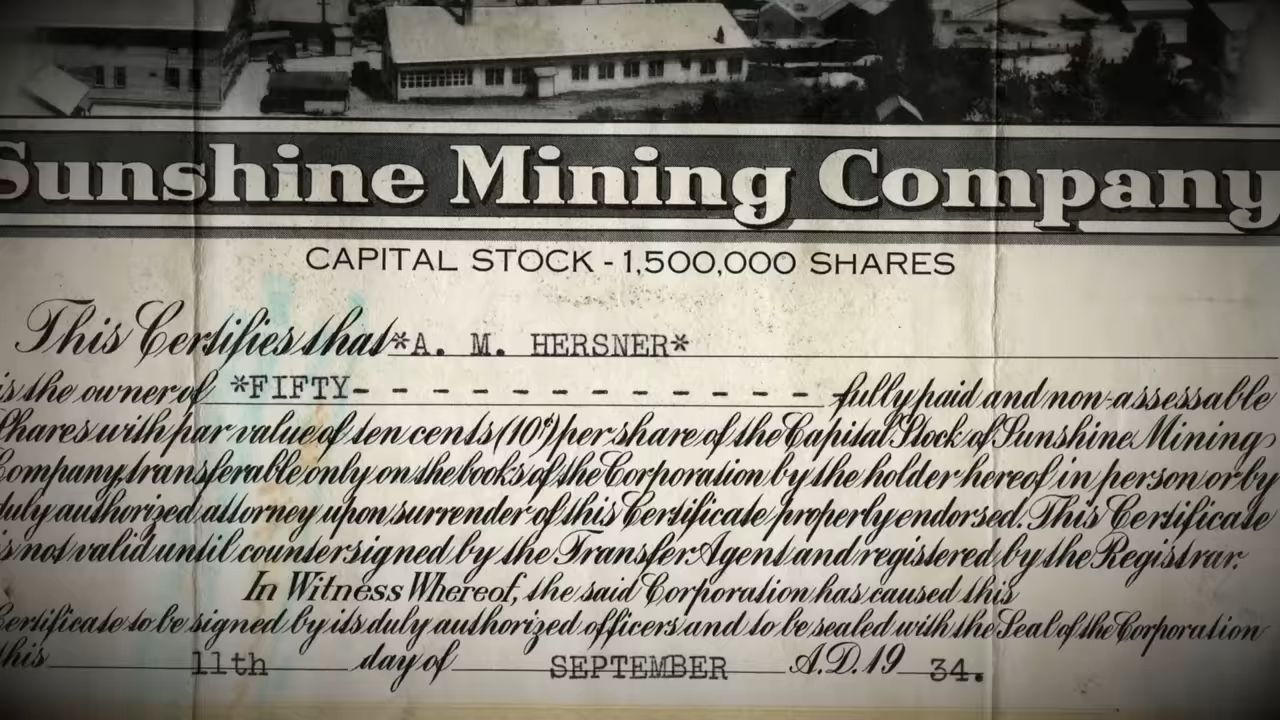 Sunshine Mining Company
CAPITAL STOCK - 1,500,000 SHARES
This Certifies that *A. M. HERSNER*
is the owner of *FIFTY- - - - - - - - - - - - - - fully paid and non-assessable
Shares with par value of ten cents (10¢) per share of the Capital Stock of Sunshine Mining
Company, transferable only on the books of the Corporation by the holder hereof in person or by
duly authorized attorney upon surrender of this Certificate properly endorsed. This Certificate
is not valid until countersigned by the Transfer Agent and registered by the Registrar.
In Witness Whereof, the said Corporation has caused this
Certificate to be signed by its duly authorized officers and to be sealed with the Seal of the Corporation
this 11th day of SEPTEMBER A.D. 19 34.